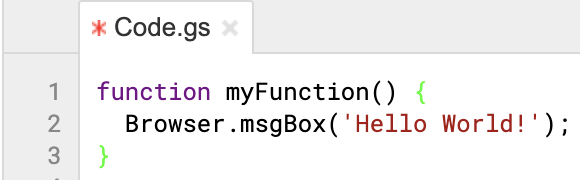 * Code.gs ×
1 function myFunction() {
2   Browser.msgBox('Hello World!');
3 }